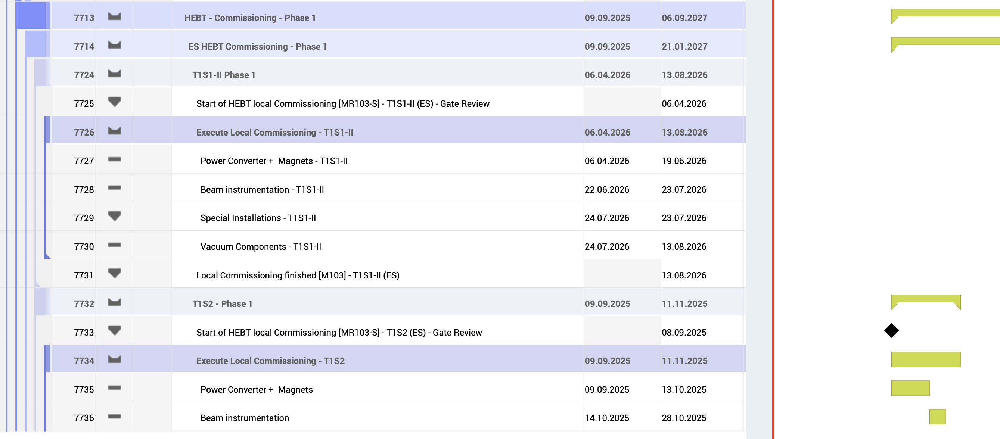 7713 HEBT - Commissioning - Phase 1 09.09.2025 06.09.2027
7714 ES HEBT Commissioning - Phase 1 09.09.2025 21.01.2027
7724 T1S1-II Phase 1 06.04.2026 13.08.2026
7725 Start of HEBT local Commissioning [MR103-S] - T1S1-II (ES) - Gate Review 06.04.2026
7726 Execute Local Commissioning - T1S1-II 06.04.2026 13.08.2026
7727 Power Converter +  Magnets - T1S1-II 06.04.2026 19.06.2026
7728 Beam instrumentation - T1S1-II 22.06.2026 23.07.2026
7729 Special Installations - T1S1-II 24.07.2026 23.07.2026
7730 Vacuum Components - T1S1-II 24.07.2026 13.08.2026
7731 Local Commissioning finished [M103] - T1S1-II (ES) 13.08.2026
7732 T1S2 - Phase 1 09.09.2025 11.11.2025
7733 Start of HEBT local Commissioning [MR103-S] - T1S2 (ES) - Gate Review 08.09.2025
7734 Execute Local Commissioning - T1S2 09.09.2025 11.11.2025
7735 Power Converter +  Magnets 09.09.2025 13.10.2025
7736 Beam instrumentation 14.10.2025 28.10.2025